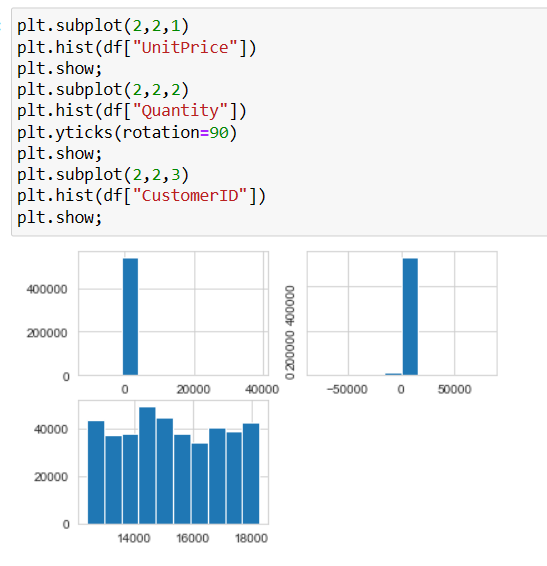 plt.subplot(2,2,1)
plt.hist(df["UnitPrice"])
plt.show;
plt.subplot(2,2,2)
plt.hist(df["Quantity"])
plt.yticks(rotation=90)
plt.show;
plt.subplot(2,2,3)
plt.hist(df["CustomerID"])
plt.show;
400000
200000
0
0 20000 40000
400000
200000
0
−50000 0 50000
40000
20000
0
14000 16000 18000